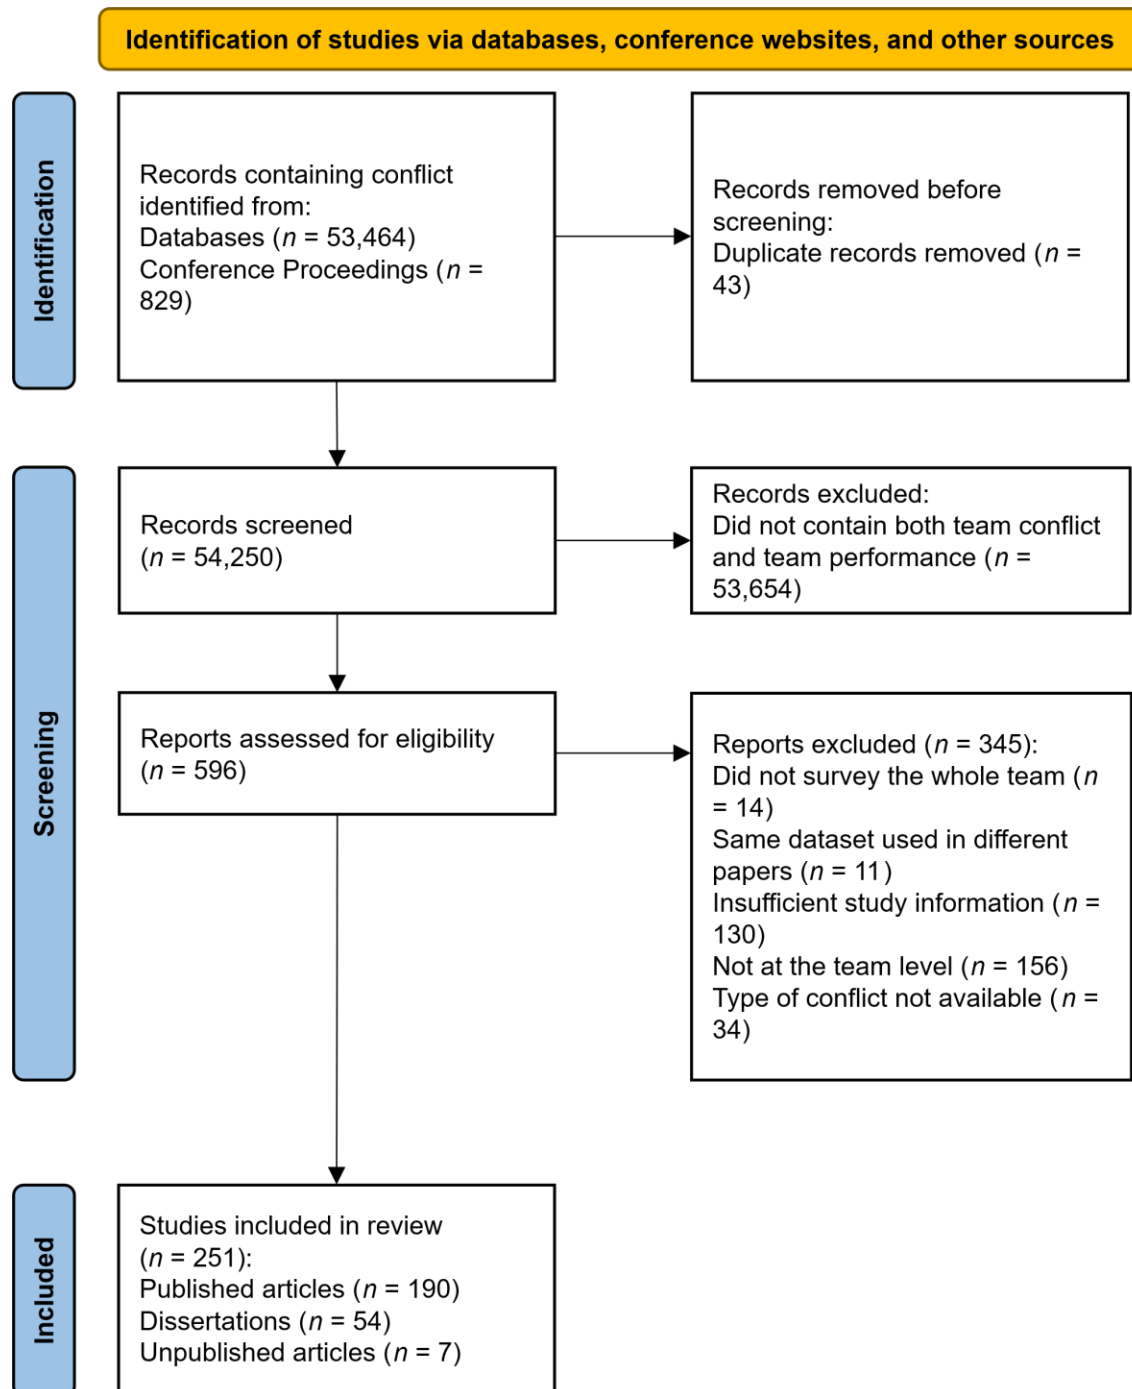 Identification of studies via databases, conference websites, and other sources
Identification
Records containing conflict
identified from:
Databases (n = 53,464)
Conference Proceedings (n =
829)
Records removed before
screening:
Duplicate records removed (n =
43)
Screening
Records screened
(n = 54,250)
Records excluded:
Did not contain both team conflict
and team performance (n =
53,654)
Reports assessed for eligibility
(n = 596)
Reports excluded (n = 345):
Did not survey the whole team (n
= 14)
Same dataset used in different
papers (n = 11)
Insufficient study information (n =
130)
Not at the team level (n = 156)
Type of conflict not available (n =
34)
Included
Studies included in review
(n = 251):
Published articles (n = 190)
Dissertations (n = 54)
Unpublished articles (n = 7)